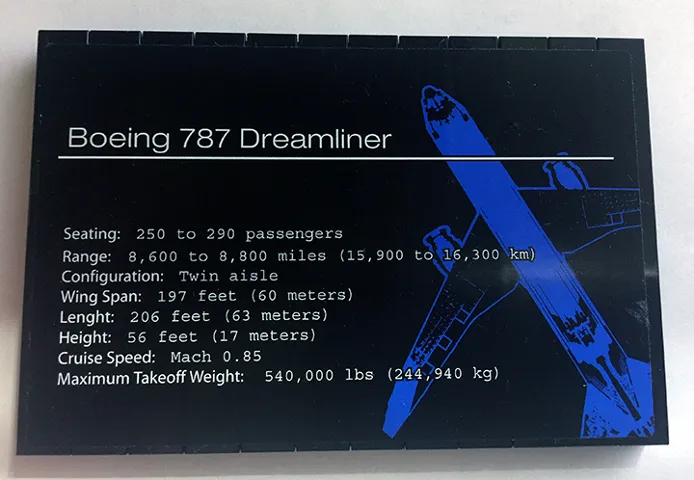 Boeing 787 Dreamliner
Seating: 250 to 290 passengers
Range: 8,600 to 8,800 miles (15,900 to 16,300 km)
Configuration: Twin aisle
Wing Span: 197 feet (60 meters)
Lenght: 206 feet (63 meters)
Height: 56 feet (17 meters)
Cruise Speed: Mach 0.85
Maximum Takeoff Weight: 540,000 lbs (244,940 kg)